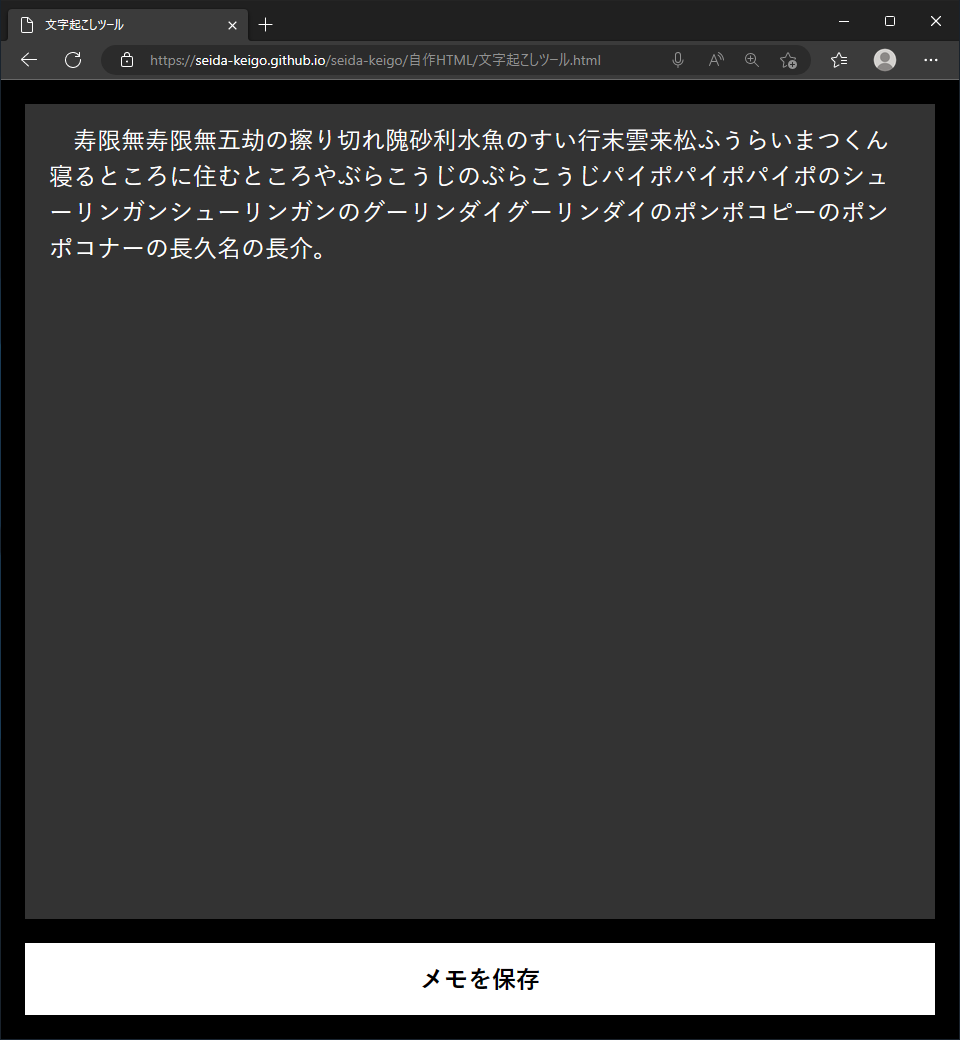 文字起こしツール
https://seida-keigo.github.io/seida-keigo/自作HTML/文字起こしツール.html
　寿限無寿限無五劫の擦り切れ隗砂利水魚のすい行末雲来松ふうらいまつくん
寝るところに住むところやぶらこうじのぶらこうじパイポパイポパイポのシュ
ーリンガンシューリンガンのグーリンダイグーリンダイのポンポコピーのポン
ポコナーの長久名の長介。
メモを保存